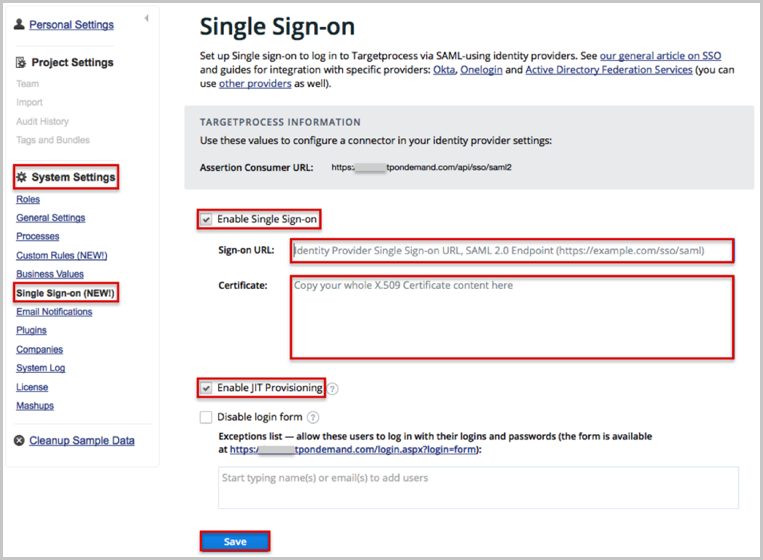 Personal Settings
Project Settings
Team
Import
Audit History
Tags and Bundles
System Settings
Roles
General Settings
Processes
Custom Rules (NEW!)
Business Values
Single Sign-on (NEW!)
Email Notifications
Plugins
Companies
System Log
License
Mashups
Cleanup Sample Data
Single Sign-on
Set up Single sign-on to log in to Targetprocess via SAML-using identity providers. See our general article on SSO
and guides for integration with specific providers: Okta, Onelogin and Active Directory Federation Services (you can
use other providers as well).
TARGETPROCESS INFORMATION
Use these values to configure a connector in your identity provider settings:
Assertion Consumer URL: https: tpondemand.com/api/sso/saml2
Enable Single Sign-on
Sign-on URL: Identity Provider Single Sign-on URL, SAML 2.0 Endpoint (https://example.com/sso/saml)
Certificate: Copy your whole X.509 Certificate content here
Enable JIT Provisioning ?
Disable login form ?
Exceptions list — allow these users to log in with their logins and passwords (the form is available
at https:/ tpondemand.com/login.aspx?login=form):
Start typing name(s) or email(s) to add users
Save